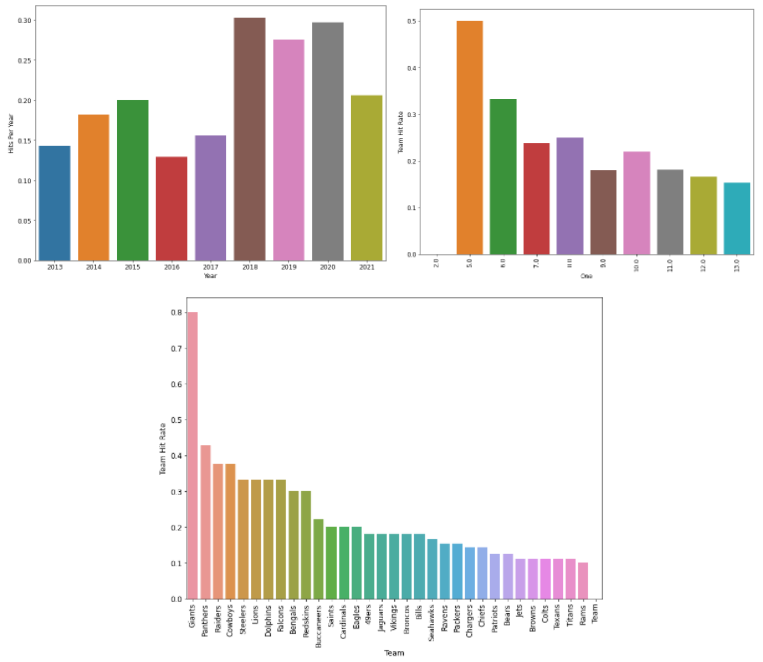 0.30
0.25
0.20
0.15
0.10
0.05
0.00
Hits Per Year
2013 2014 2015 2016 2017 2018 2019 2020 2021
Year
0.5
0.4
0.3
0.2
0.1
0.0
Team Hit Rate
2.0 5.0 6.0 7.0 8.0 9.0 10.0 11.0 12.0 13.0
One
0.8
0.7
0.6
0.5
0.4
0.3
0.2
0.1
0.0
Team Hit Rate
Giants Panthers Raiders Cowboys Steelers Lions Dolphins Falcons Bengals Redskins Buccaneers Saints Cardinals Eagles 49ers Jaguars Vikings Broncos Bills Seahawks Ravens Packers Chargers Chiefs Patriots Bears Jets Browns Colts Texans Titans Rams Team
Team